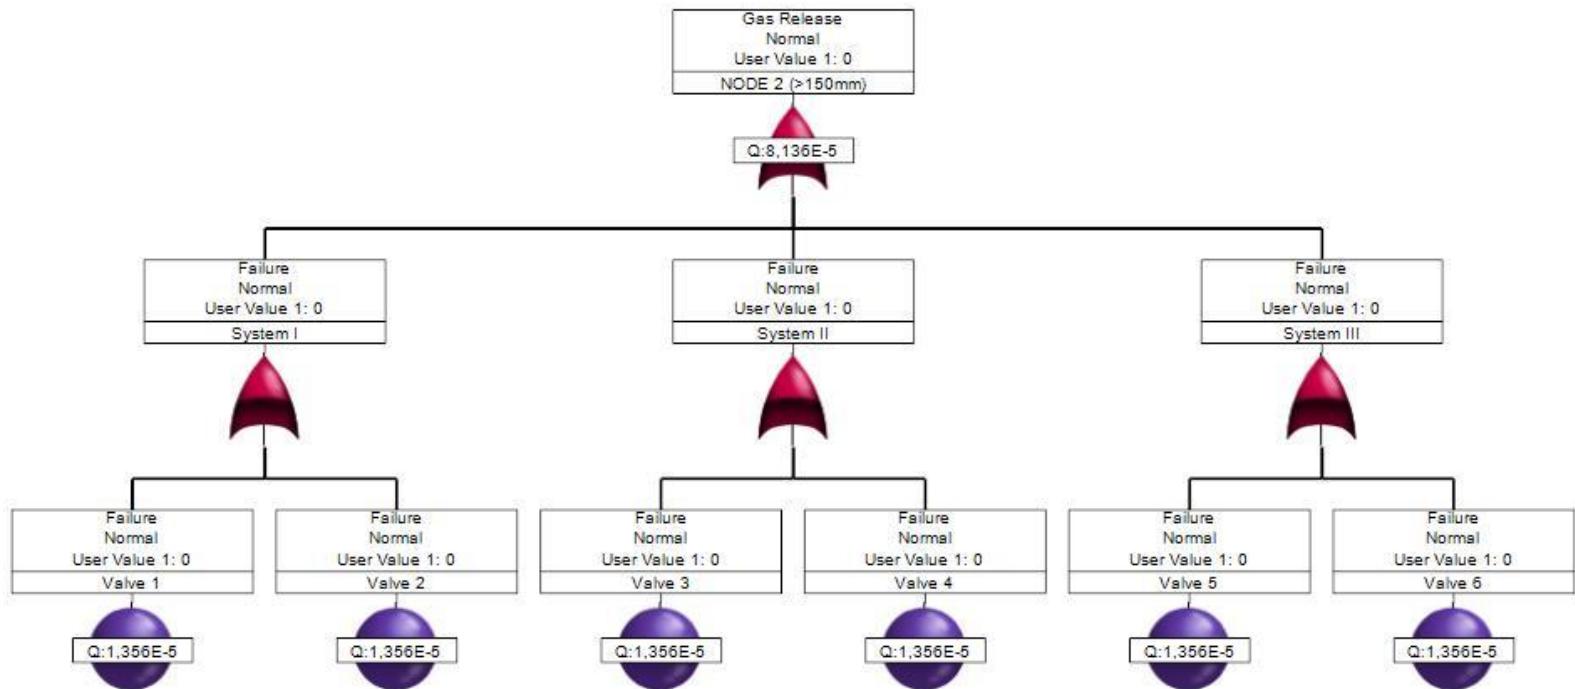 Gas Release
Normal
User Value 1: 0
NODE 2 (>150mm)
Q:8,136E-5
Failure
Normal
User Value 1: 0
System I
Failure
Normal
User Value 1: 0
System II
Failure
Normal
User Value 1: 0
System III
Failure
Normal
User Value 1: 0
Valve 1
Q:1,356E-5
Failure
Normal
User Value 1: 0
Valve 2
Q:1,356E-5
Failure
Normal
User Value 1: 0
Valve 3
Q:1,356E-5
Failure
Normal
User Value 1: 0
Valve 4
Q:1,356E-5
Failure
Normal
User Value 1: 0
Valve 5
Q:1,356E-5
Failure
Normal
User Value 1: 0
Valve 6
Q:1,356E-5